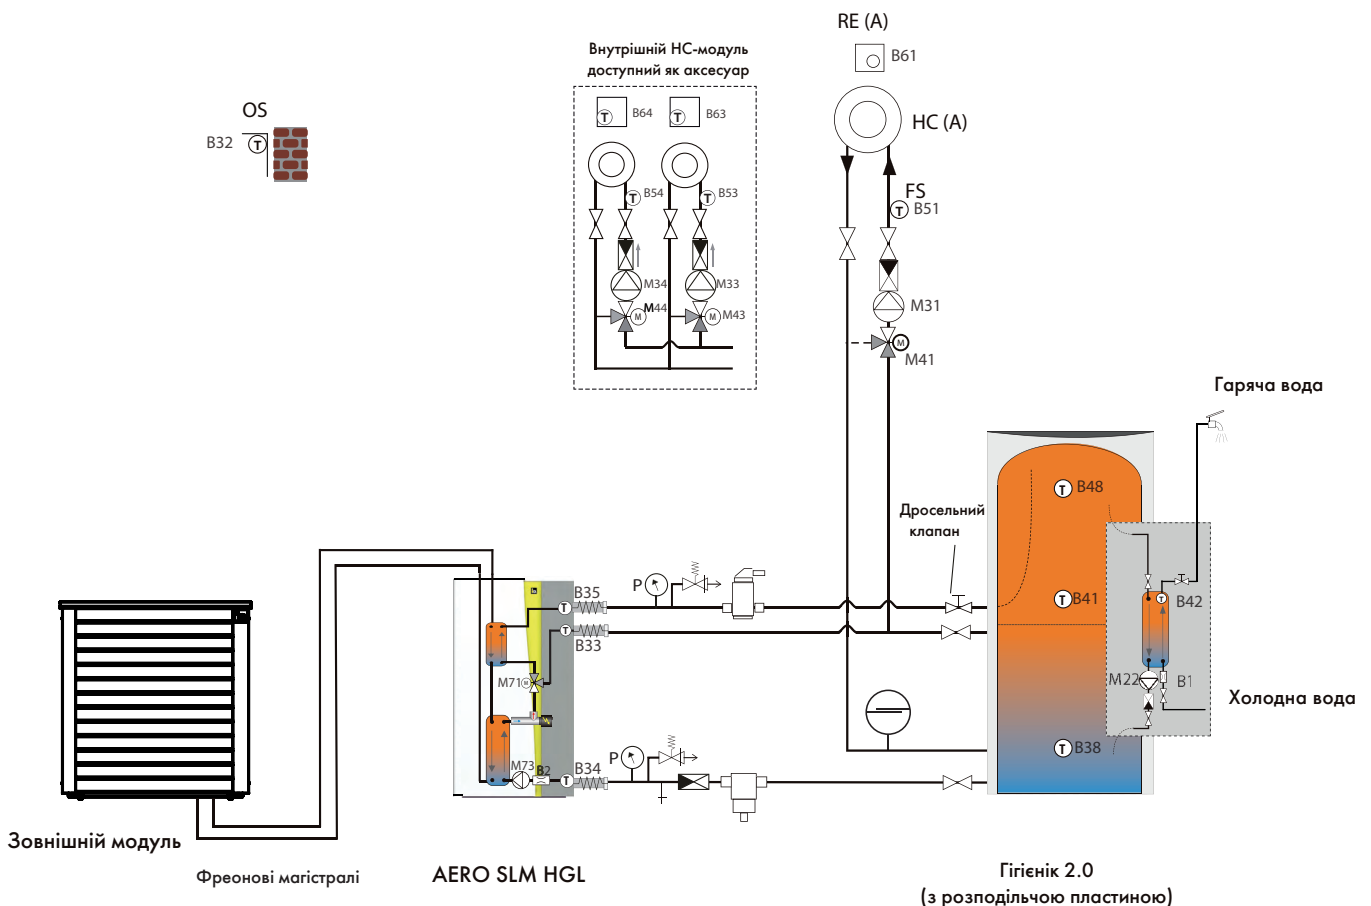 RE (A)
B61
Внутрішній НС-модуль
доступний як аксесуар
B64
B63
OS
B32
T
T
T
HC (A)
FS
T
B54
T
B53
T
B51
M34
M33
M31
M44
M
M43
M
M
M41
Гаряча вода
T
B48
Дросельний
клапан
P
B35
T
T
B41
T
B42
T
B33
M71
M
M22
B1
Холодна вода
P
T
B38
M73
B2
T
B34
Зовнішній модуль
Фреонові магістралі
AERO SLM HGL
Гігієнік 2.0
(з розподільчою пластиною)